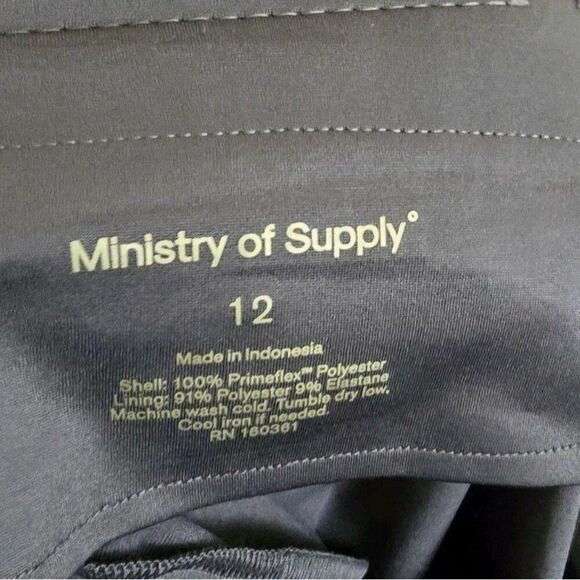 Ministry of Supply°
12
Made in Indonesia
Shell: 100% Primeflex™ Polyester
Lining: 91% Polyester 9% Elastane
Machine wash cold. Tumble dry low.
Cool iron if needed.
RN 160361